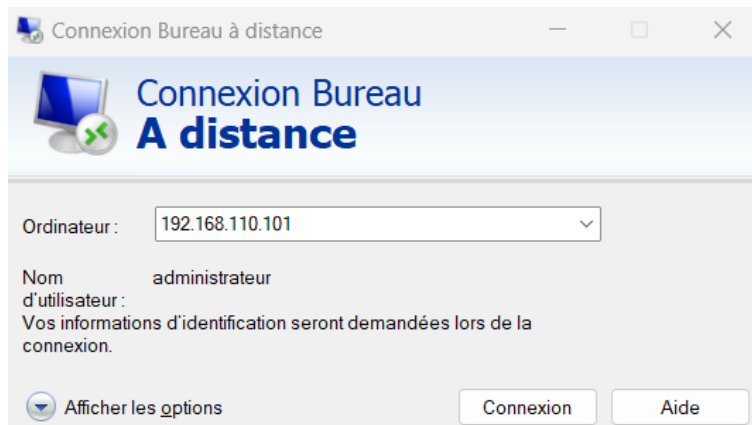 Connexion Bureau à distance
Connexion Bureau
A distance
Ordinateur :
192.168.110.101
Nom d'utilisateur :
administrateur
Vos informations d'identification seront demandées lors de la
connexion.
Afficher les options
Connexion
Aide